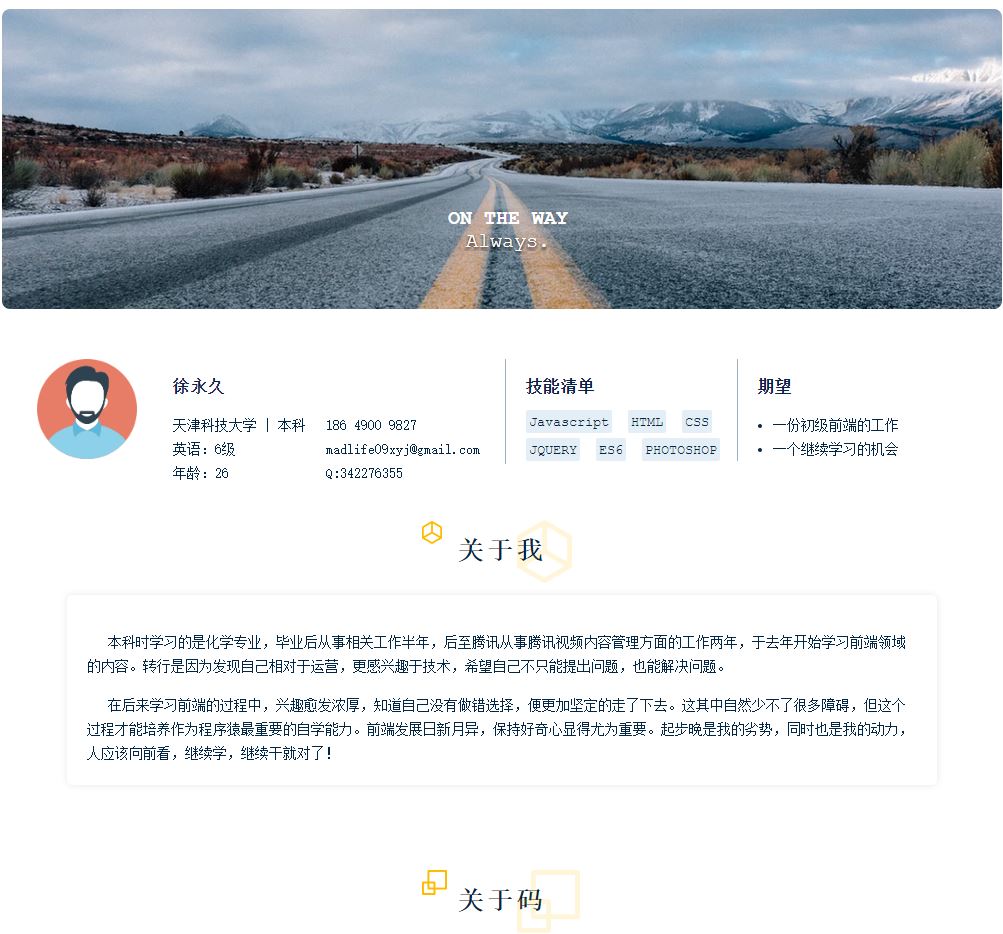 ON THE WAY
Always.
徐永久
天津科技大学 | 本科
186 4900 9827
英语：6级
madlife09xyj@gmail.com
年龄：26
Q:342276355
技能清单
Javascript HTML CSS
JQUERY ES6 PHOTOSHOP
期望
一份初级前端的工作
一个继续学习的机会
关于我
本科时学习的是化学专业，毕业后从事相关工作半年，后至腾讯从事腾讯视频内容管理方面的工作两年，于去年开始学习前端领域
的内容。转行是因为发现自己相对于运营，更感兴趣于技术，希望自己不只能提出问题，也能解决问题。
在后来学习前端的过程中，兴趣愈发浓厚，知道自己没有做错选择，便更加坚定的走了下去。这其中自然少不了很多障碍，但这个
过程才能培养作为程序猿最重要的自学能力。前端发展日新月异，保持好奇心显得尤为重要。起步晚是我的劣势，同时也是我的动力，
人应该向前看，继续学，继续干就对了！
关于码